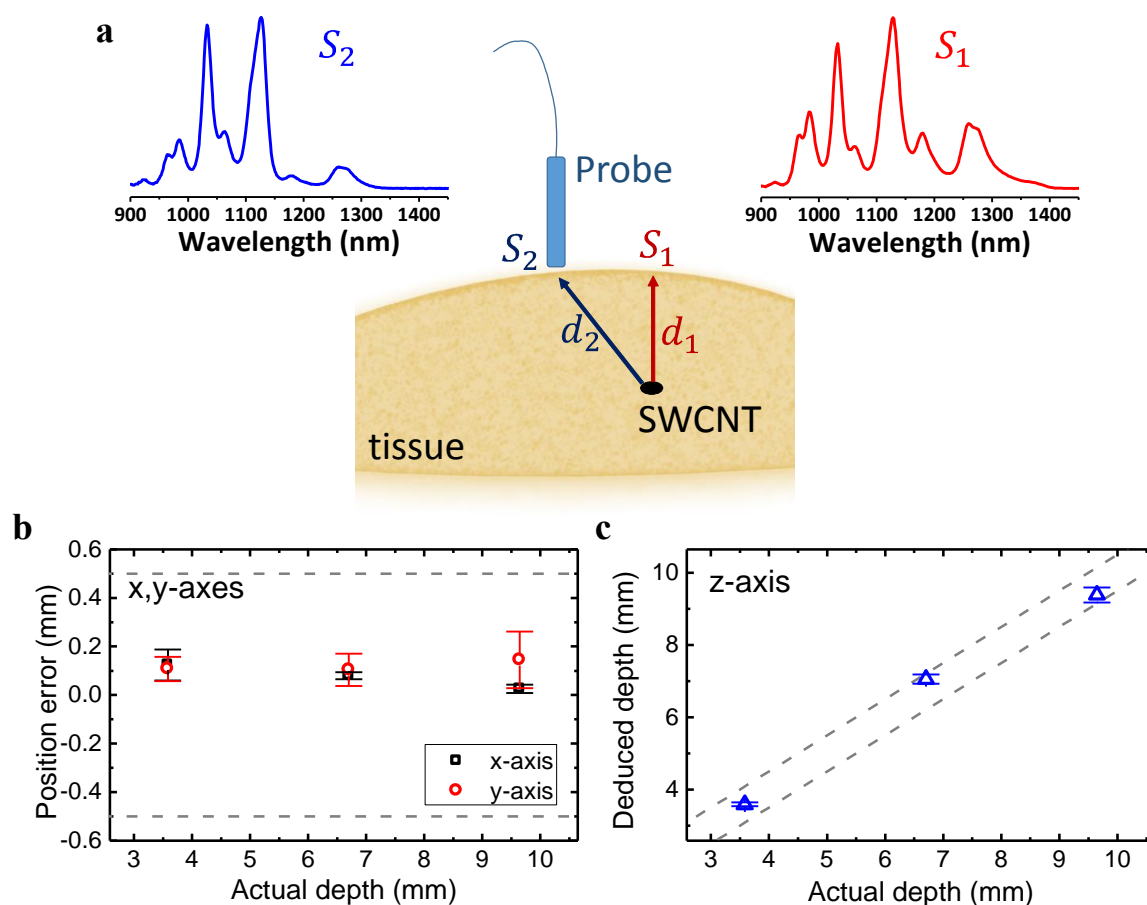 a
S₂
900 1000 1100 1200 1300 1400
Wavelength (nm)
Probe
S₁
900 1000 1100 1200 1300 1400
Wavelength (nm)
S₂
S₁
d₂
d₁
SWCNT
tissue
b
x,y-axes
0.6
0.4
0.2
0.0
-0.2
-0.4
-0.6
Position error (mm)
x-axis
y-axis
3 4 5 6 7 8 9 10
Actual depth (mm)
c
z-axis
10
8
6
4
Deduced depth (mm)
3 4 5 6 7 8 9 10
Actual depth (mm)